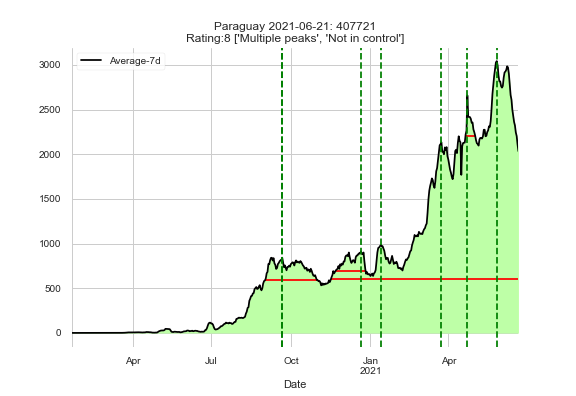 Paraguay 2021-06-21: 407721
Rating:8 ['Multiple peaks', 'Not in control']
Average-7d
3000
2500
2000
1500
1000
500
0
Apr
Jul
Oct
Jan
2021
Apr
Date